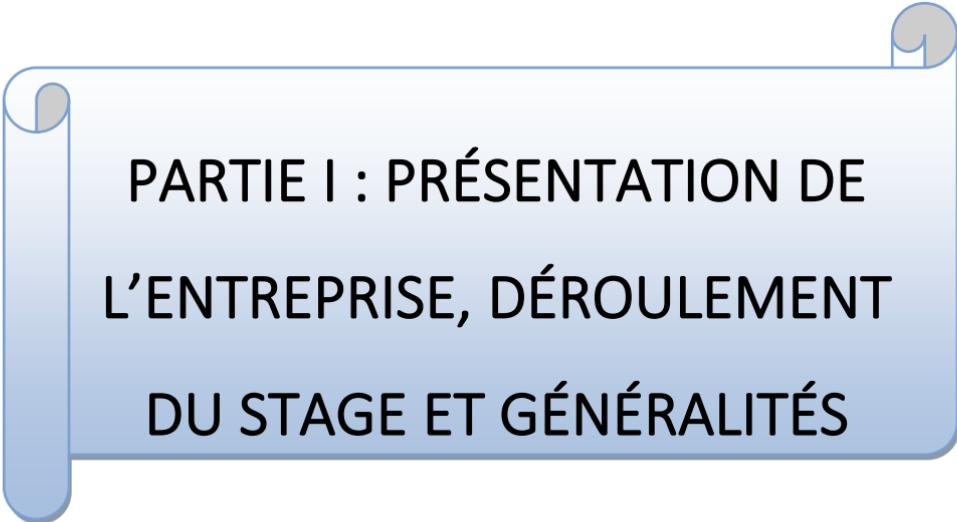 PARTIE I : PRÉSENTATION DE
L’ENTREPRISE, DÉROULEMENT
DU STAGE ET GÉNÉRALITÉS